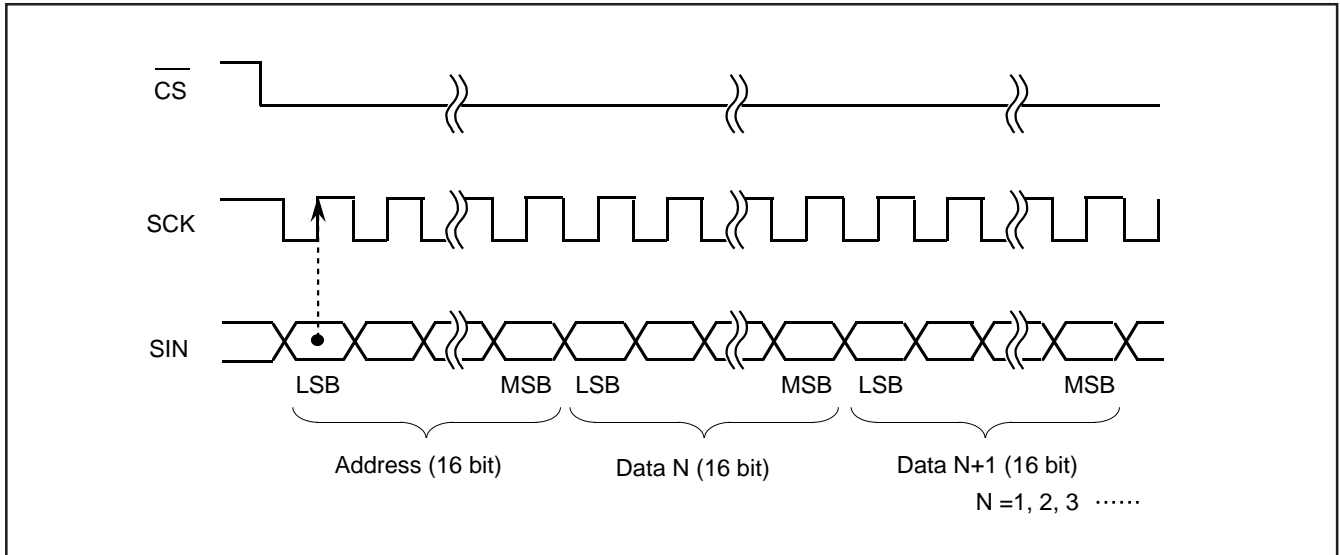 CS
SCK
SIN
LSB MSB LSB MSB LSB MSB
Address (16 bit) Data N (16 bit) Data N+1 (16 bit)
N =1, 2, 3 ⋯⋯